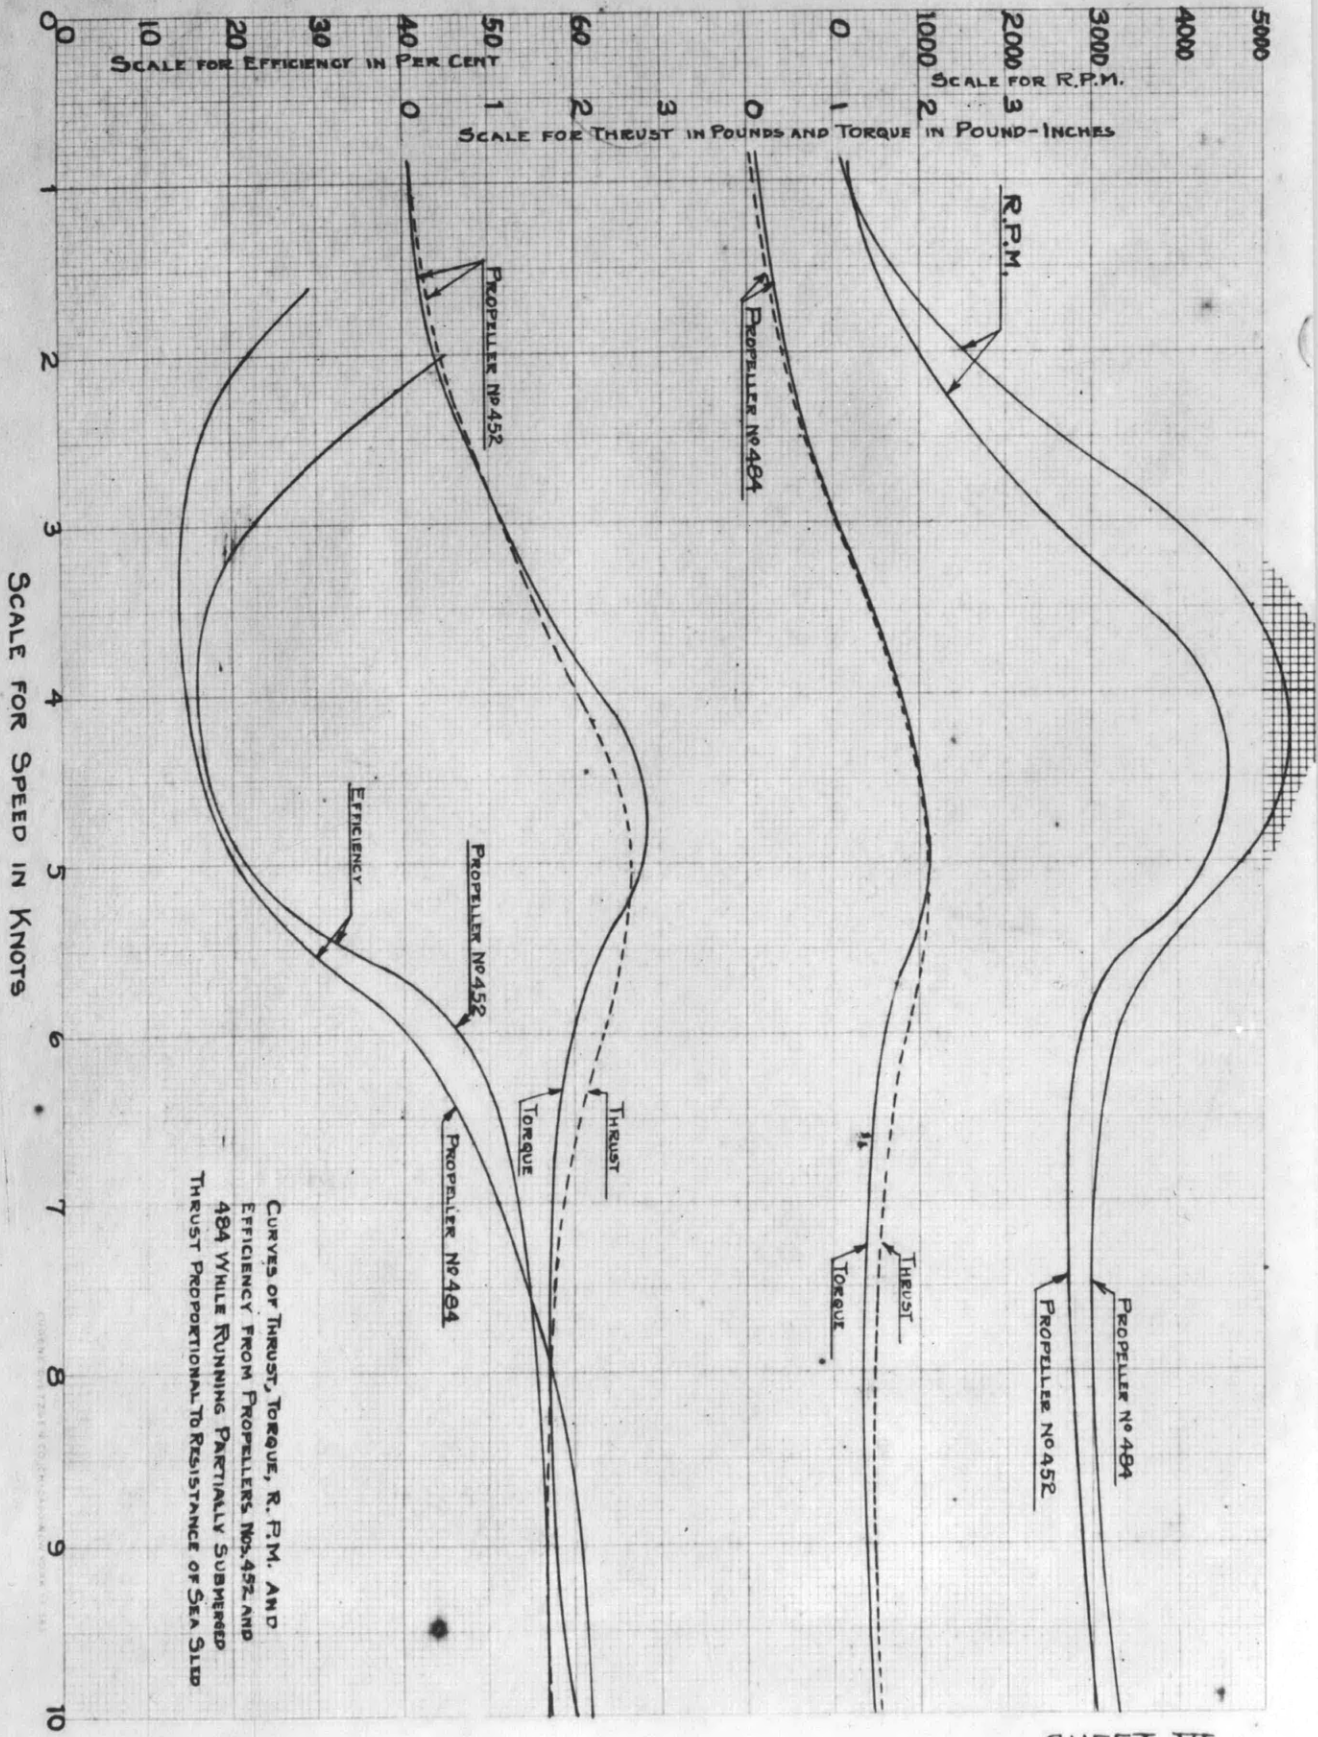 0
10
20
30
40
50
60
0
1000
2000
3000
4000
5000
SCALE FOR EFFICIENCY IN PER CENT
SCALE FOR R.P.M.
0
1
2
3
0
1
2
3
SCALE FOR THRUST IN POUNDS AND TORQUE IN POUND-INCHES
R.P.M.
PROPELLER Nº 452
PROPELLER Nº 484
EFFICIENCY
PROPELLER Nº 452
THRUST
TORQUE
PROPELLER Nº 484
THRUST
TORQUE
PROPELLER Nº 484
PROPELLER Nº 452
1
2
3
4
5
6
7
8
9
10
SCALE FOR SPEED IN KNOTS
CURVES OF THRUST, TORQUE, R.P.M. AND
EFFICIENCY FROM PROPELLERS NOS. 452 AND
484 WHILE RUNNING PARTIALLY SUBMERGED
THRUST PROPORTIONAL TO RESISTANCE OF SEA SLED